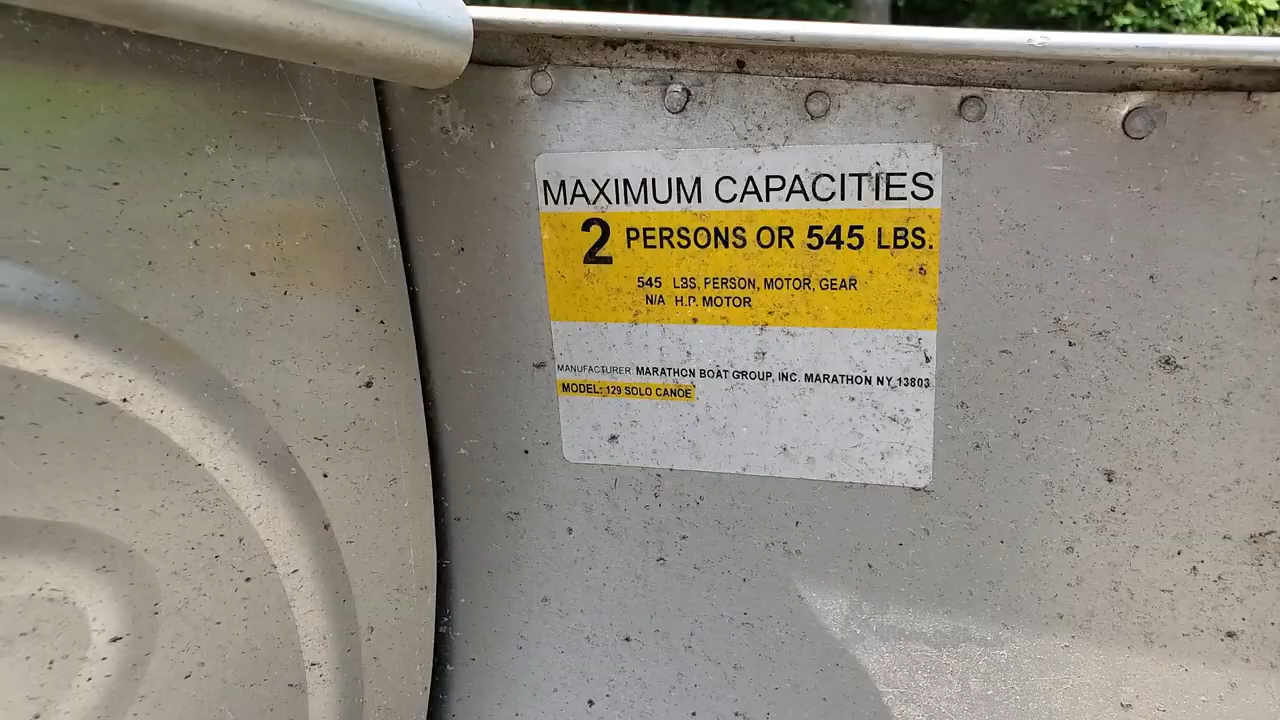 MAXIMUM CAPACITIES
2 PERSONS OR 545 LBS.
545 LBS, PERSON, MOTOR, GEAR
N/A H.P. MOTOR
MANUFACTURER MARATHON BOAT GROUP, INC. MARATHON NY 13803
MODEL: 129 SOLO CANOE